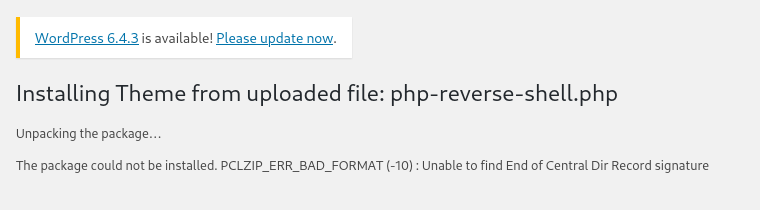 WordPress 6.4.3 is available! Please update now.
Installing Theme from uploaded file: php-reverse-shell.php
Unpacking the package…
The package could not be installed. PCLZIP_ERR_BAD_FORMAT (-10) : Unable to find End of Central Dir Record signature